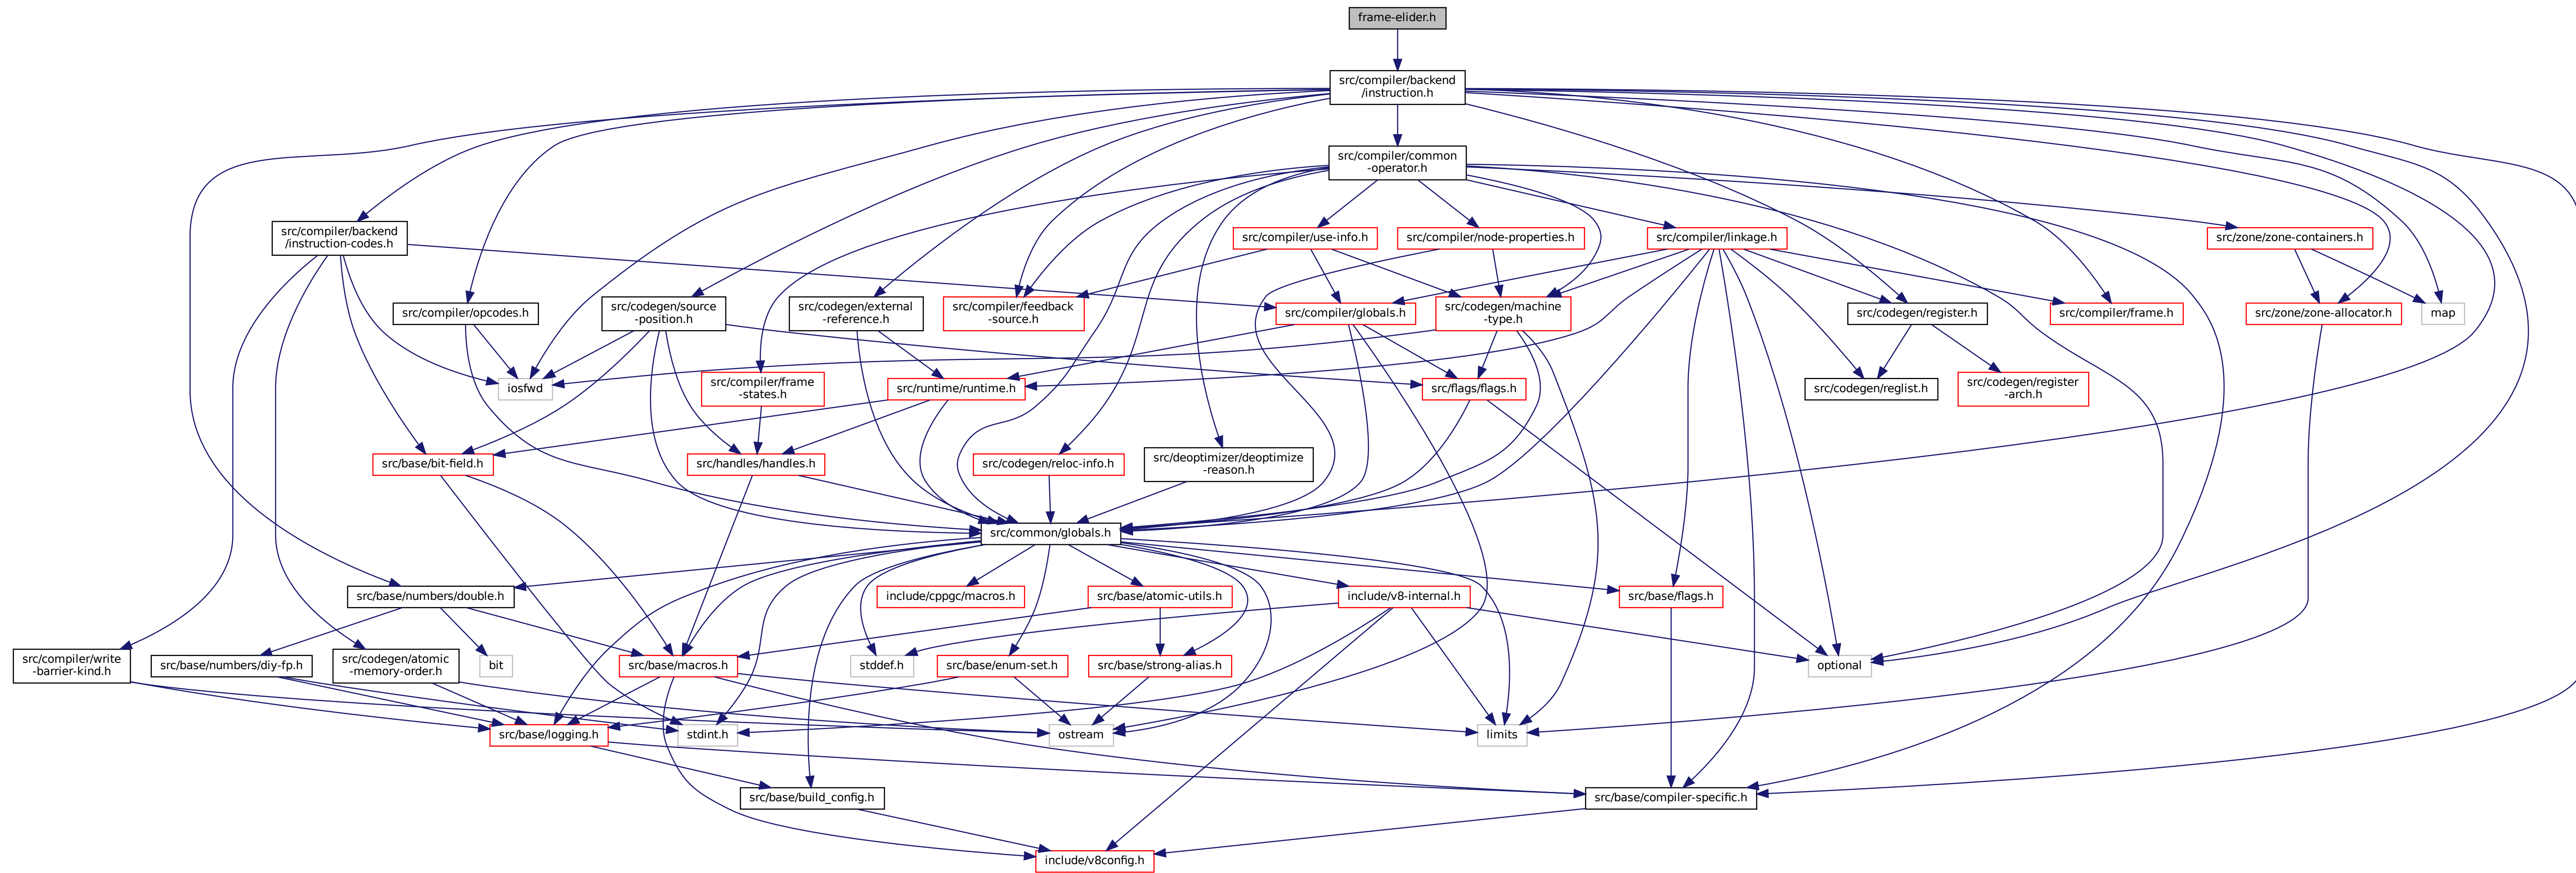 frame-elider.h
src/compiler/backend
/instruction.h
src/compiler/common
-operator.h
src/compiler/backend
/instruction-codes.h
src/compiler/use-info.h
src/compiler/node-properties.h
src/compiler/linkage.h
src/zone/zone-containers.h
src/compiler/opcodes.h
src/codegen/source
-position.h
src/codegen/external
-reference.h
src/compiler/feedback
-source.h
src/compiler/globals.h
src/codegen/machine
-type.h
src/codegen/register.h
src/compiler/frame.h
src/zone/zone-allocator.h
map
iosfwd
src/compiler/frame
-states.h
src/runtime/runtime.h
src/flags/flags.h
src/codegen/reglist.h
src/codegen/register
-arch.h
src/base/bit-field.h
src/handles/handles.h
src/codegen/reloc-info.h
src/deoptimizer/deoptimize
-reason.h
src/common/globals.h
src/base/numbers/double.h
include/cppgc/macros.h
src/base/atomic-utils.h
include/v8-internal.h
src/base/flags.h
src/compiler/write
-barrier-kind.h
src/base/numbers/diy-fp.h
src/codegen/atomic
-memory-order.h
bit
src/base/macros.h
stddef.h
src/base/enum-set.h
src/base/strong-alias.h
optional
src/base/logging.h
stdint.h
ostream
limits
src/base/build_config.h
src/base/compiler-specific.h
include/v8config.h